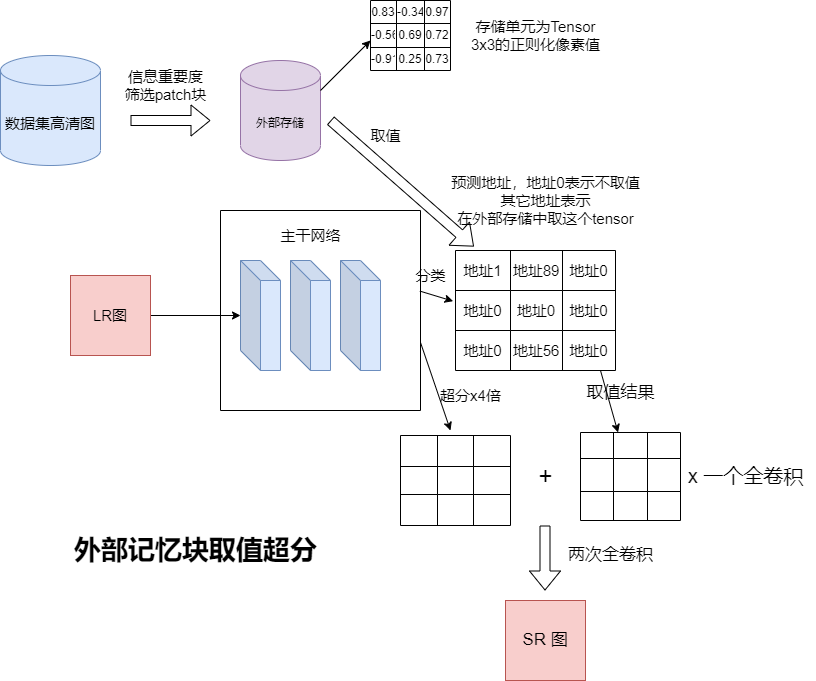 0.83 -0.34 0.97
-0.56 0.69 0.72
-0.91 0.25 0.73
存储单元为Tensor
3x3的正则化像素值
信息重要度
筛选patch块
数据集高清图
外部存储
取值
预测地址，地址0表示不取值
其它地址表示
在外部存储中取这个tensor
主干网络
分类
地址1 地址89 地址0
地址0 地址0 地址0
地址0 地址56 地址0
LR图
超分x4倍
取值结果
+
x 一个全卷积
外部记忆块取值超分
两次全卷积
SR 图